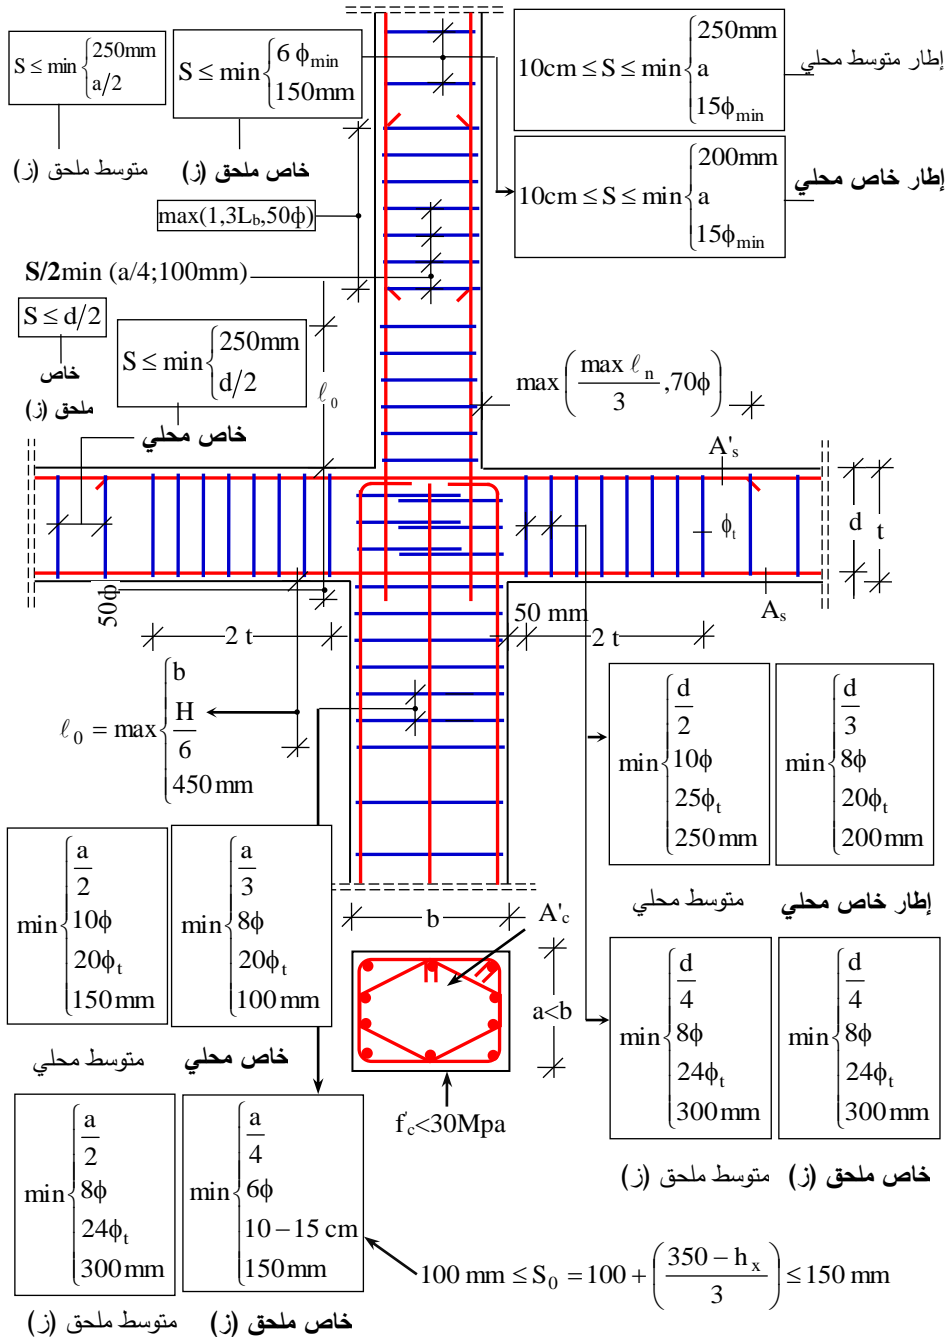 S ≤ min { 250mm
a/2
متوسط ملحق (ز)
S ≤ min { 6 ϕmin
150mm
خاص ملحق (ز)
10cm ≤ S ≤ min { 250mm
a
15ϕmin
إطار متوسط محلي
10cm ≤ S ≤ min { 200mm
a
15ϕmin
إطار خاص محلي
max(1,3Lb,50ϕ)
S/2min (a/4;100mm)
S ≤ d/2
خاص
ملحق (ز)
S ≤ min { 250mm
d/2
خاص محلي
ℓ0
max( max ℓn / 3 ,70ϕ)
A's
ϕt
d
t
As
50ϕ
2 t
50 mm
2 t
ℓ0 = max { b
H/6
450mm
min { d/2
10ϕ
25ϕt
250mm
متوسط محلي
min { d/3
8ϕ
20ϕt
200mm
إطار خاص محلي
min { a/2
10ϕ
20ϕt
150mm
متوسط محلي
min { a/3
8ϕ
20ϕt
100mm
خاص محلي
b
A'c
a<b
f'c<30Mpa
min { d/4
8ϕ
24ϕt
300mm
متوسط ملحق (ز)
min { d/4
8ϕ
24ϕt
300mm
خاص ملحق (ز)
min { a/2
8ϕ
24ϕt
300mm
متوسط ملحق (ز)
min { a/4
6ϕ
10 – 15 cm
150mm
خاص ملحق (ز)
100 mm ≤ S0 = 100 + ( 350 – hx / 3 ) ≤ 150 mm